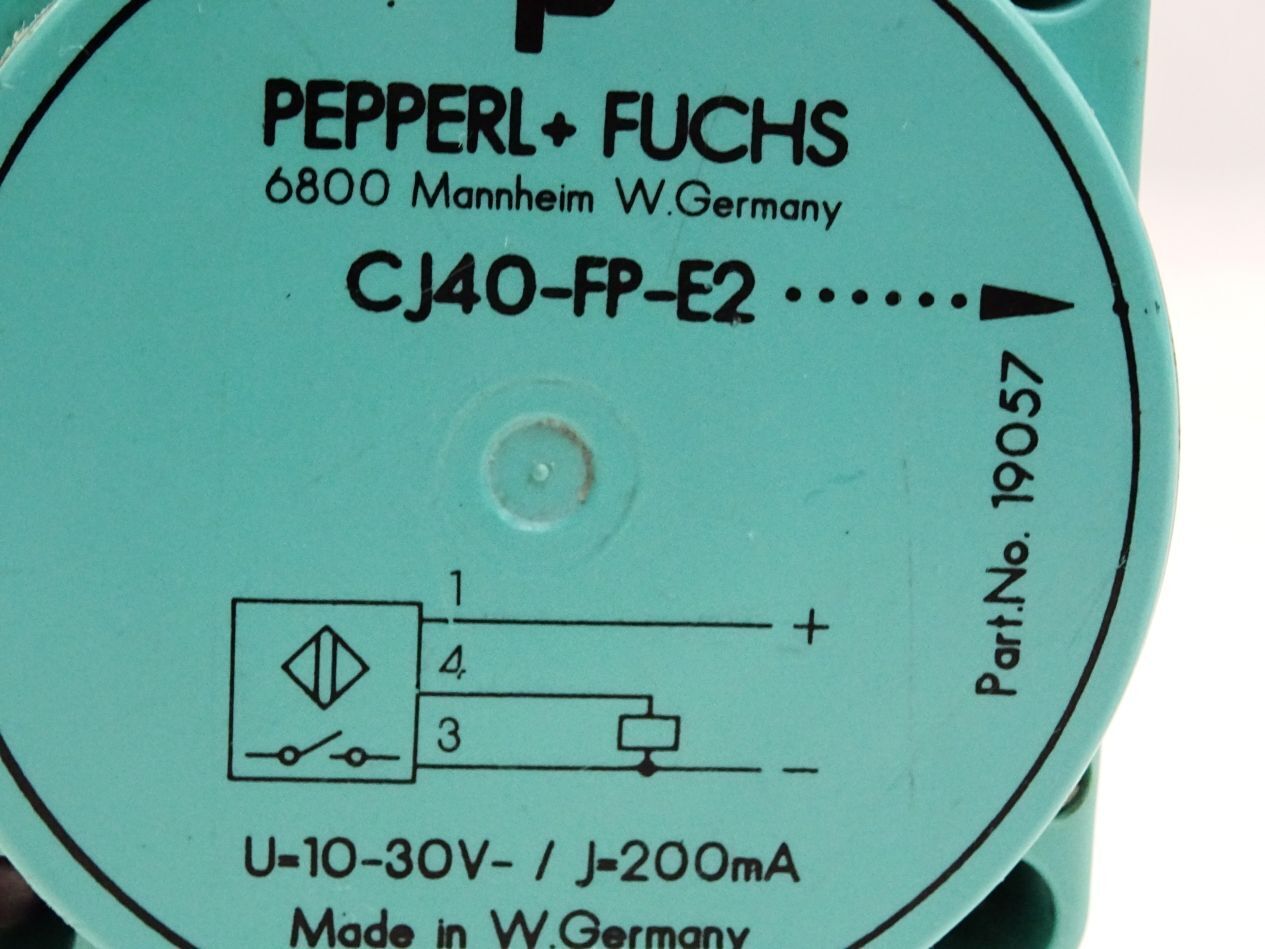 PEPPERL+ FUCHS
6800 Mannheim W.Germany
CJ40-FP-E2
Part.No. 19057
1
+
4
3
-
U=10-30V- / J=200mA
Made in W.Germany